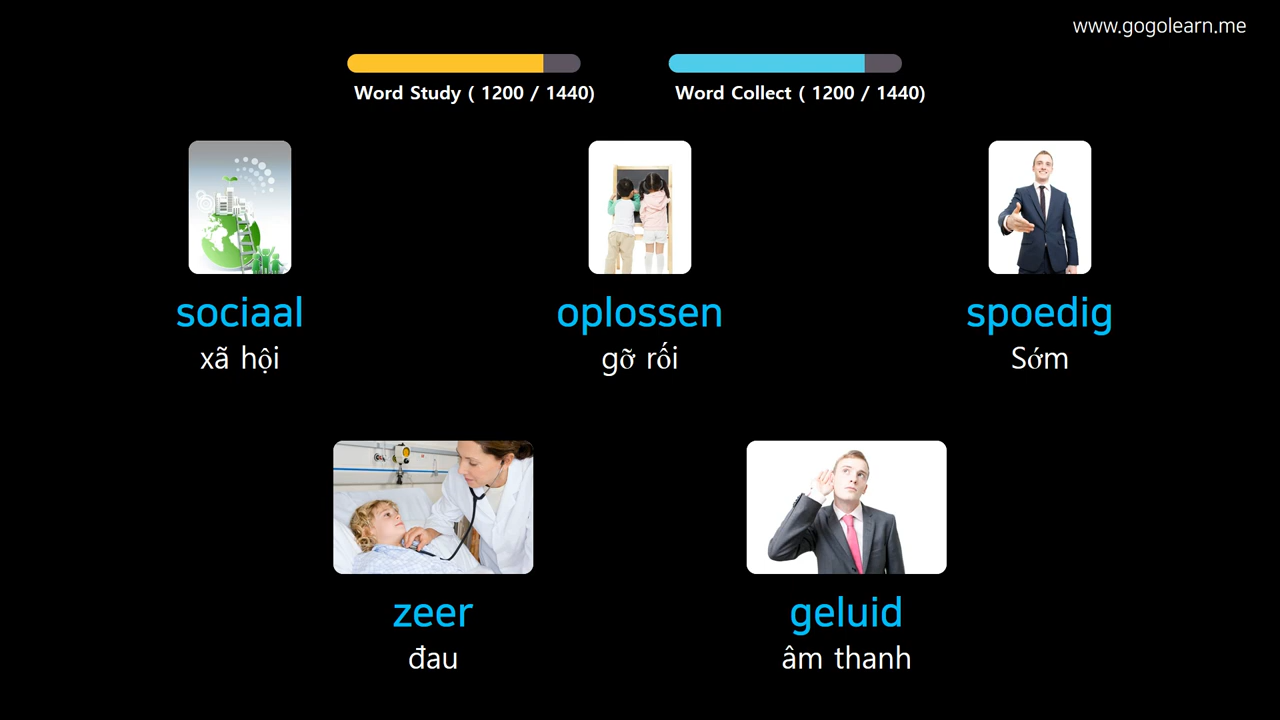 www.gogolearn.me
Word Study ( 1200 / 1440)
Word Collect ( 1200 / 1440)
sociaal
xã hội
oplossen
gỡ rối
spoedig
Sớm
zeer
đau
geluid
âm thanh